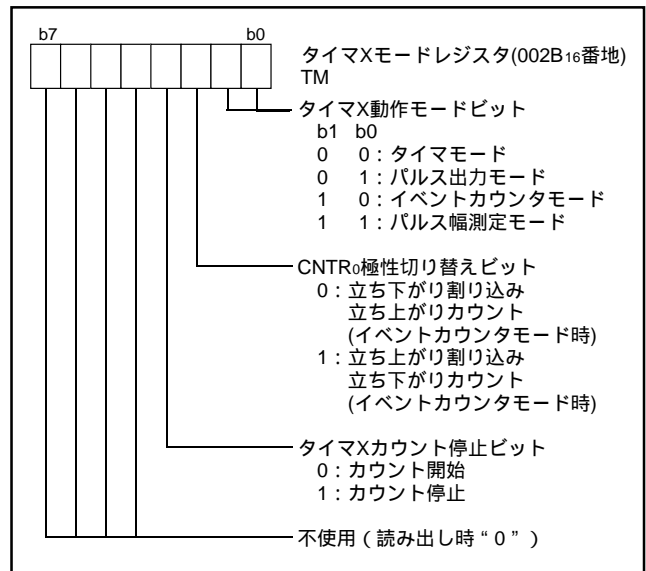 b7 b0
タイマXモードレジスタ(002B16番地)
TM
タイマX動作モードビット
b1 b0
0 0：タイマモード
0 1：パルス出力モード
1 0：イベントカウンタモード
1 1：パルス幅測定モード
CNTR0極性切り替えビット
0：立ち下がり割り込み
立ち上がりカウント
(イベントカウンタモード時)
1：立ち上がり割り込み
立ち下がりカウント
(イベントカウンタモード時)
タイマXカウント停止ビット
0：カウント開始
1：カウント停止
不使用（読み出し時“0”）